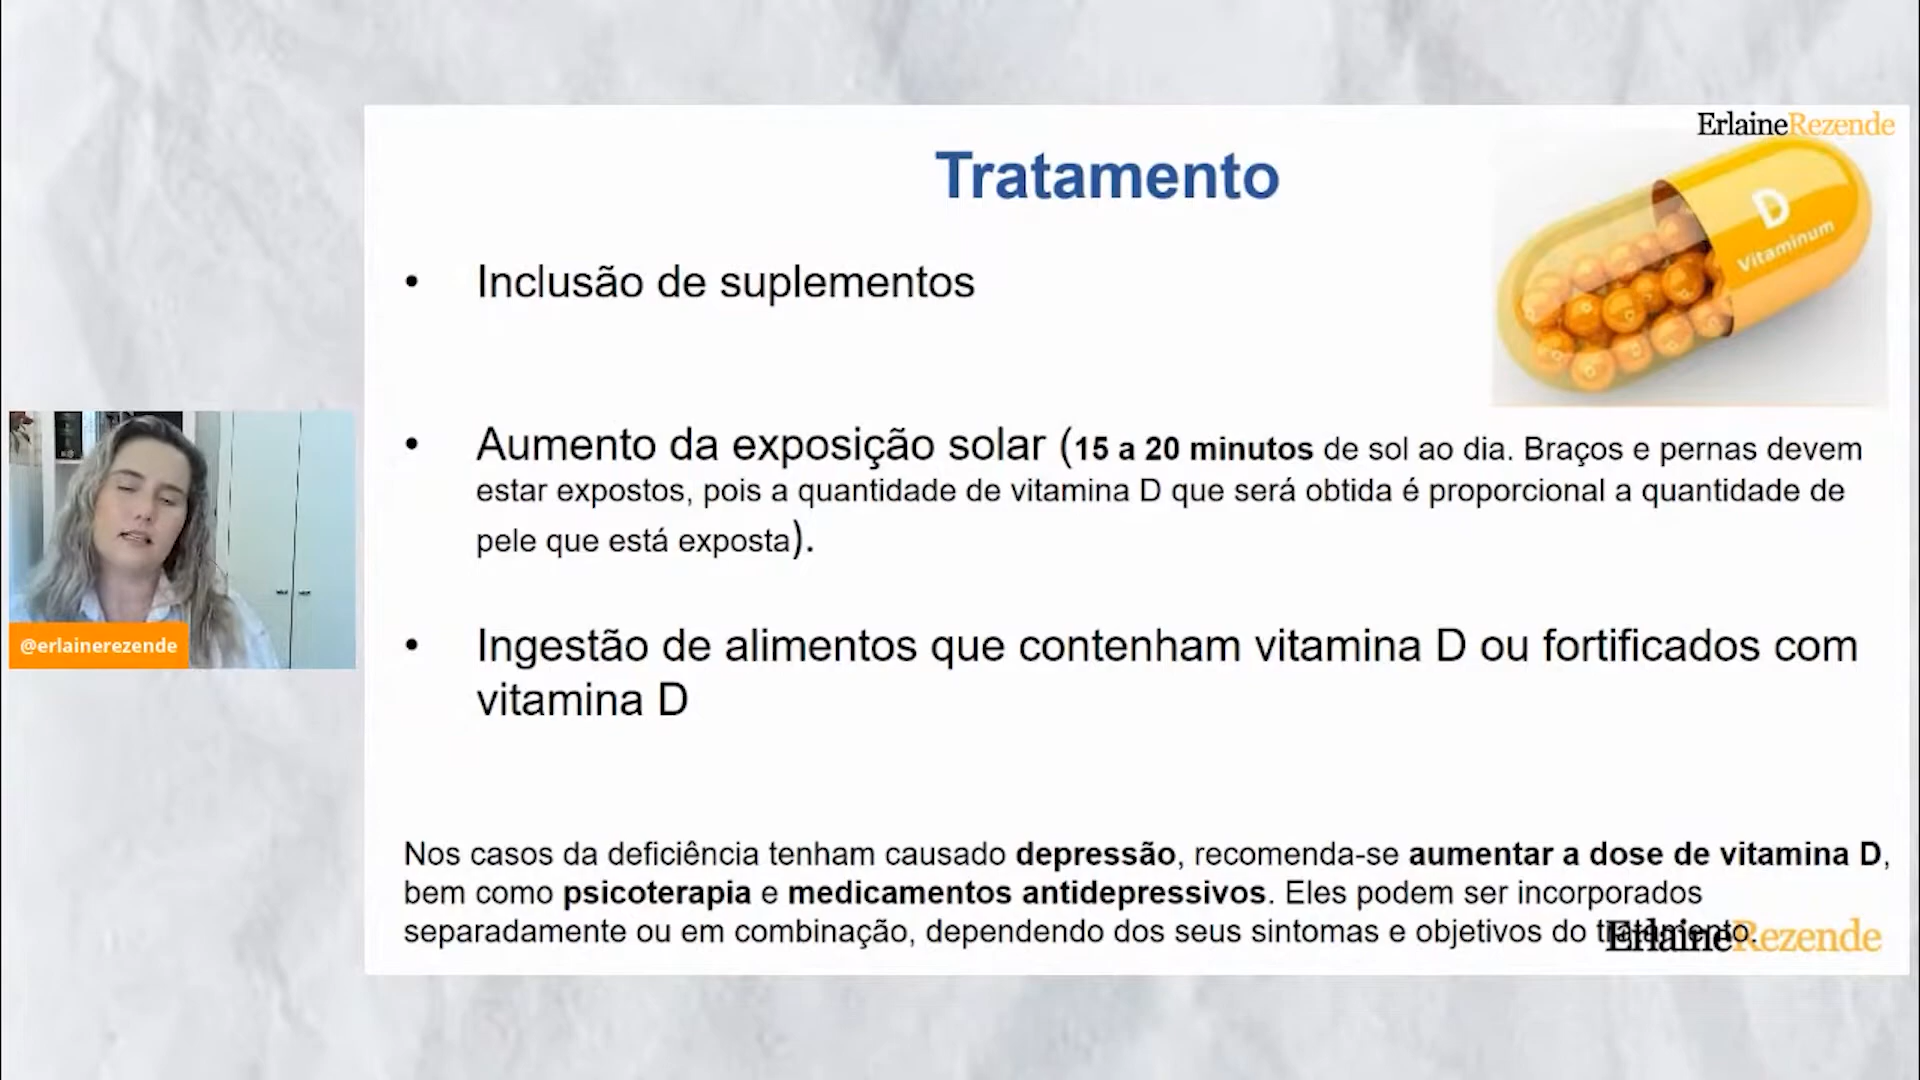 ErlaineRezende
Tratamento
D
Vitaminum
• Inclusão de suplementos
• Aumento da exposição solar (15 a 20 minutos de sol ao dia. Braços e pernas devem
estar expostos, pois a quantidade de vitamina D que será obtida é proporcional a quantidade de
pele que está exposta).
@erlainerezende
• Ingestão de alimentos que contenham vitamina D ou fortificados com
vitamina D
Nos casos da deficiência tenham causado depressão, recomenda-se aumentar a dose de vitamina D,
bem como psicoterapia e medicamentos antidepressivos. Eles podem ser incorporados
separadamente ou em combinação, dependendo dos seus sintomas e objetivos do tratamento.
ErlaineRezende